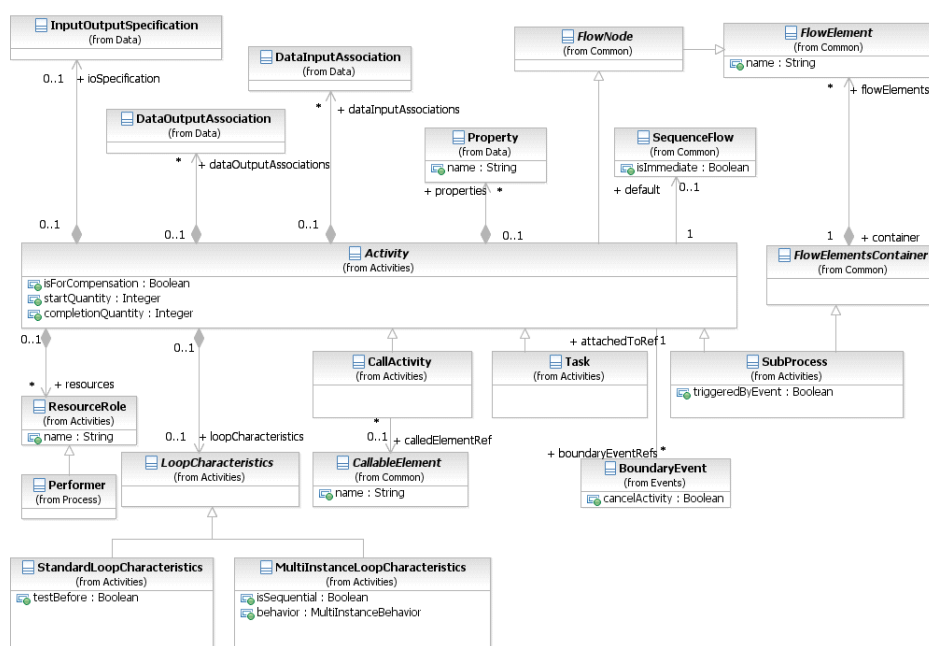 InputOutputSpecification
(from Data)
DataInputAssociation
(from Data)
FlowNode
(from Common)
FlowElement
(from Common)
name : String
0..1 + ioSpecification
* + dataInputAssociations
* + flowElements
DataOutputAssociation
(from Data)
* + dataOutputAssociations
Property
(from Data)
name : String
+ properties *
SequenceFlow
(from Common)
isImmediate : Boolean
+ default 0..1
0..1
0..1
0..1
0..1
1
1 + container
Activity
(from Activities)
isForCompensation : Boolean
startQuantity : Integer
completionQuantity : Integer
FlowElementsContainer
(from Common)
0..1
0..1
+ attachedToRef 1
CallActivity
(from Activities)
Task
(from Activities)
SubProcess
(from Activities)
triggeredByEvent : Boolean
* + resources
ResourceRole
(from Activities)
name : String
0..1 + loopCharacteristics
*
0..1 + calledElementRef
+ boundaryEventRefs *
LoopCharacteristics
(from Activities)
CallableElement
(from Common)
name : String
BoundaryEvent
(from Events)
cancelActivity : Boolean
Performer
(from Process)
StandardLoopCharacteristics
(from Activities)
testBefore : Boolean
MultiInstanceLoopCharacteristics
(from Activities)
isSequential : Boolean
behavior : MultiInstanceBehavior